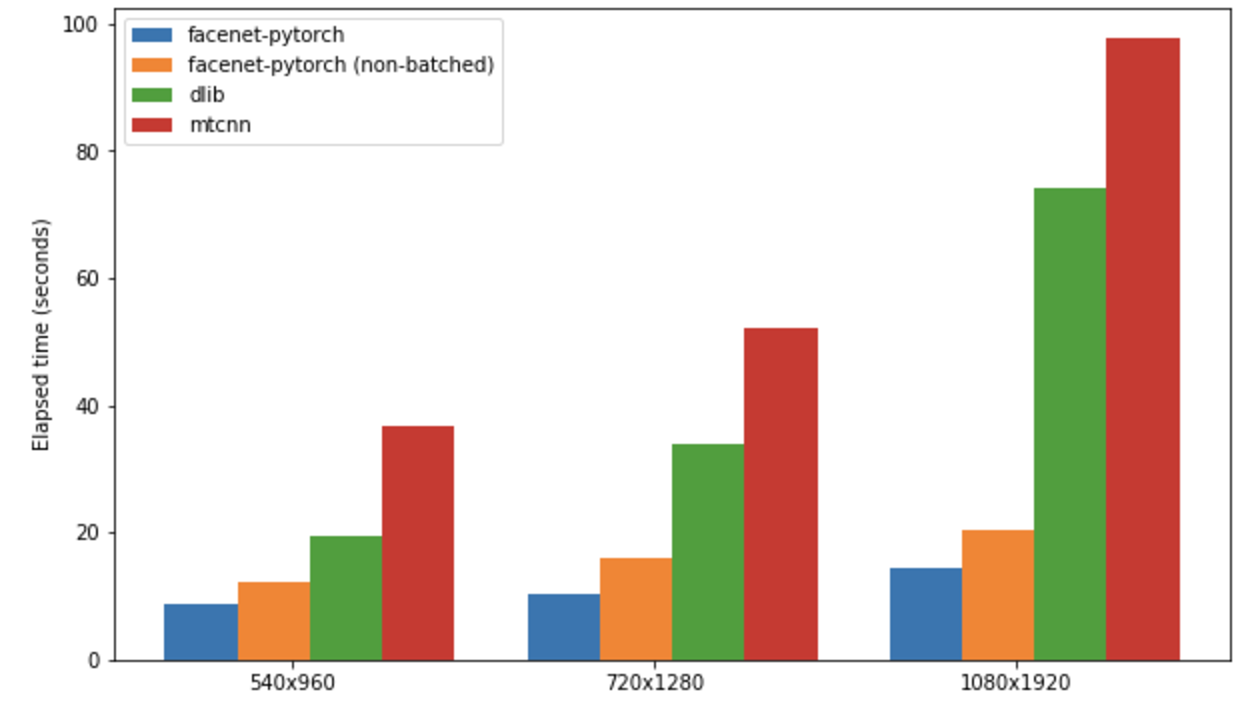 100
80
60
40
20
0
Elapsed time (seconds)
facenet-pytorch
facenet-pytorch (non-batched)
dlib
mtcnn
540x960
720x1280
1080x1920